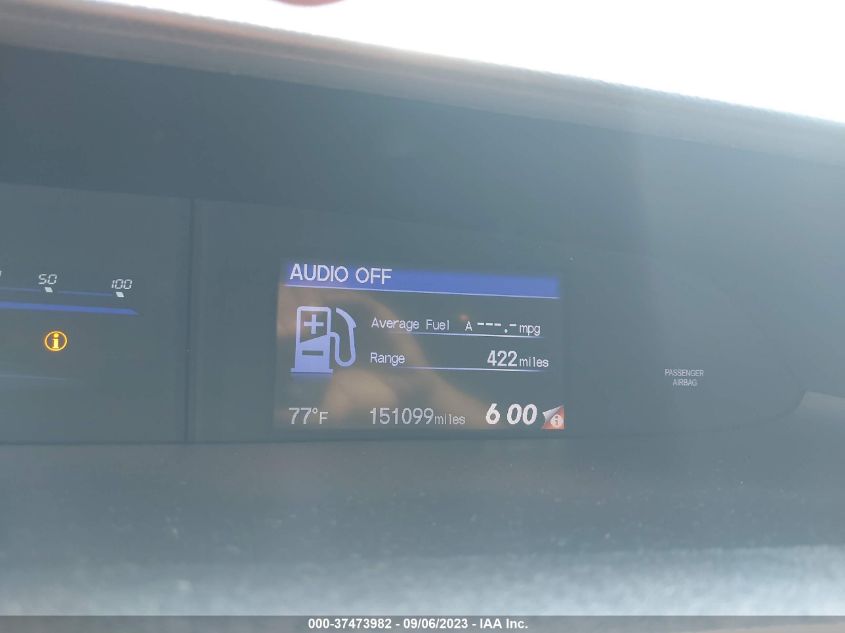 AUDIO OFF
50 100
Average Fuel A ---.- mpg
Range 422 miles
PASSENGER
AIRBAG
77°F 151099 miles 6 00
000-37473982 - 09/06/2023 - IAA Inc.